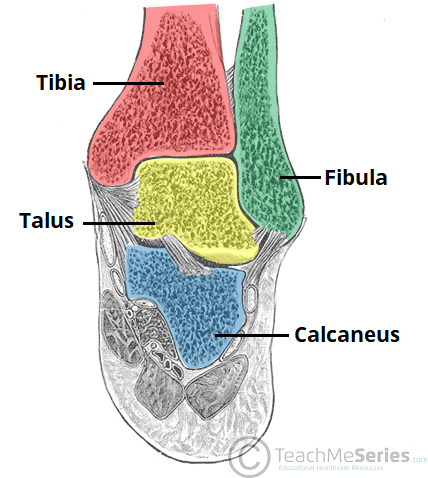 Tibia
Fibula
Talus
Calcaneus
© TeachMeSeries.com
Educational Healthcare Resources